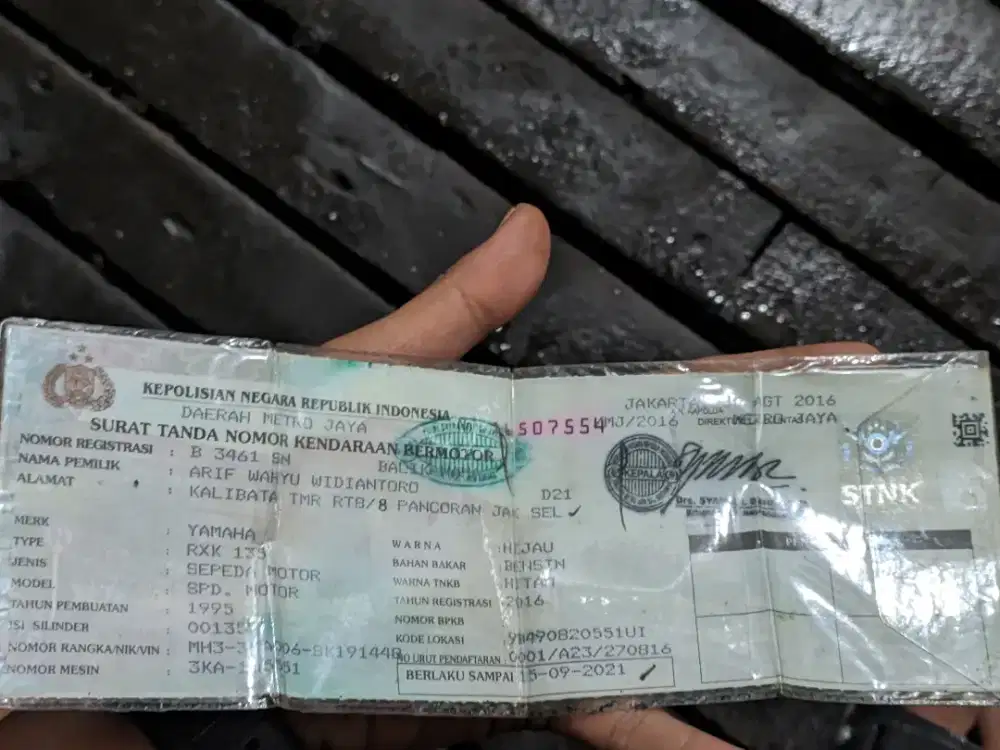 KEPOLISIAN NEGARA REPUBLIK INDONESIA
DAERAH METRO JAYA
SURAT TANDA NOMOR KENDARAAN BERMOTOR
NOMOR REGISTRASI : B 3461 SN
NAMA PEMILIK : ARIF WAHYU WIDIANTORO
ALAMAT : KALIBATA TMR RTB/8 PANCORAN JAK SEL
D21
MERK : YAMAHA
TYPE : RXK
JENIS : SEPEDA MOTOR
MODEL : SPD. MOTOR
TAHUN PEMBUATAN : 1995
ISI SILINDER :
NOMOR RANGKA/NIK/VIN :
NOMOR MESIN :
WARNA : HIJAU
BAHAN BAKAR : BENSIN
WARNA TNKB : HITAM
TAHUN REGISTRASI : 2016
NOMOR BPKB
KODE LOKASI :
NO URUT PENDAFTARAN : 0001/A23/270816
BERLAKU SAMPAI 15-09-2021
507554
MJ/2016
JAKARTA AGT 2016
METRO JAYA
KEPALA
STNK